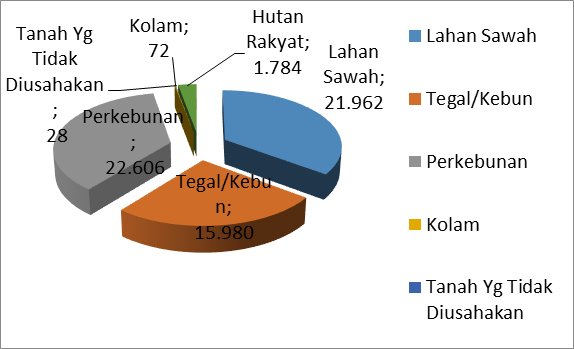 Tanah Yg
Tidak
Diusahakan
; 28
Kolam;
72
Hutan
Rakyat;
1.784
Lahan
Sawah;
21.962
Perkebunan
; 22.606
Tegal/Kebu
n;
15.980
Lahan Sawah
Tegal/Kebun
Perkebunan
Kolam
Tanah Yg Tidak
Diusahakan